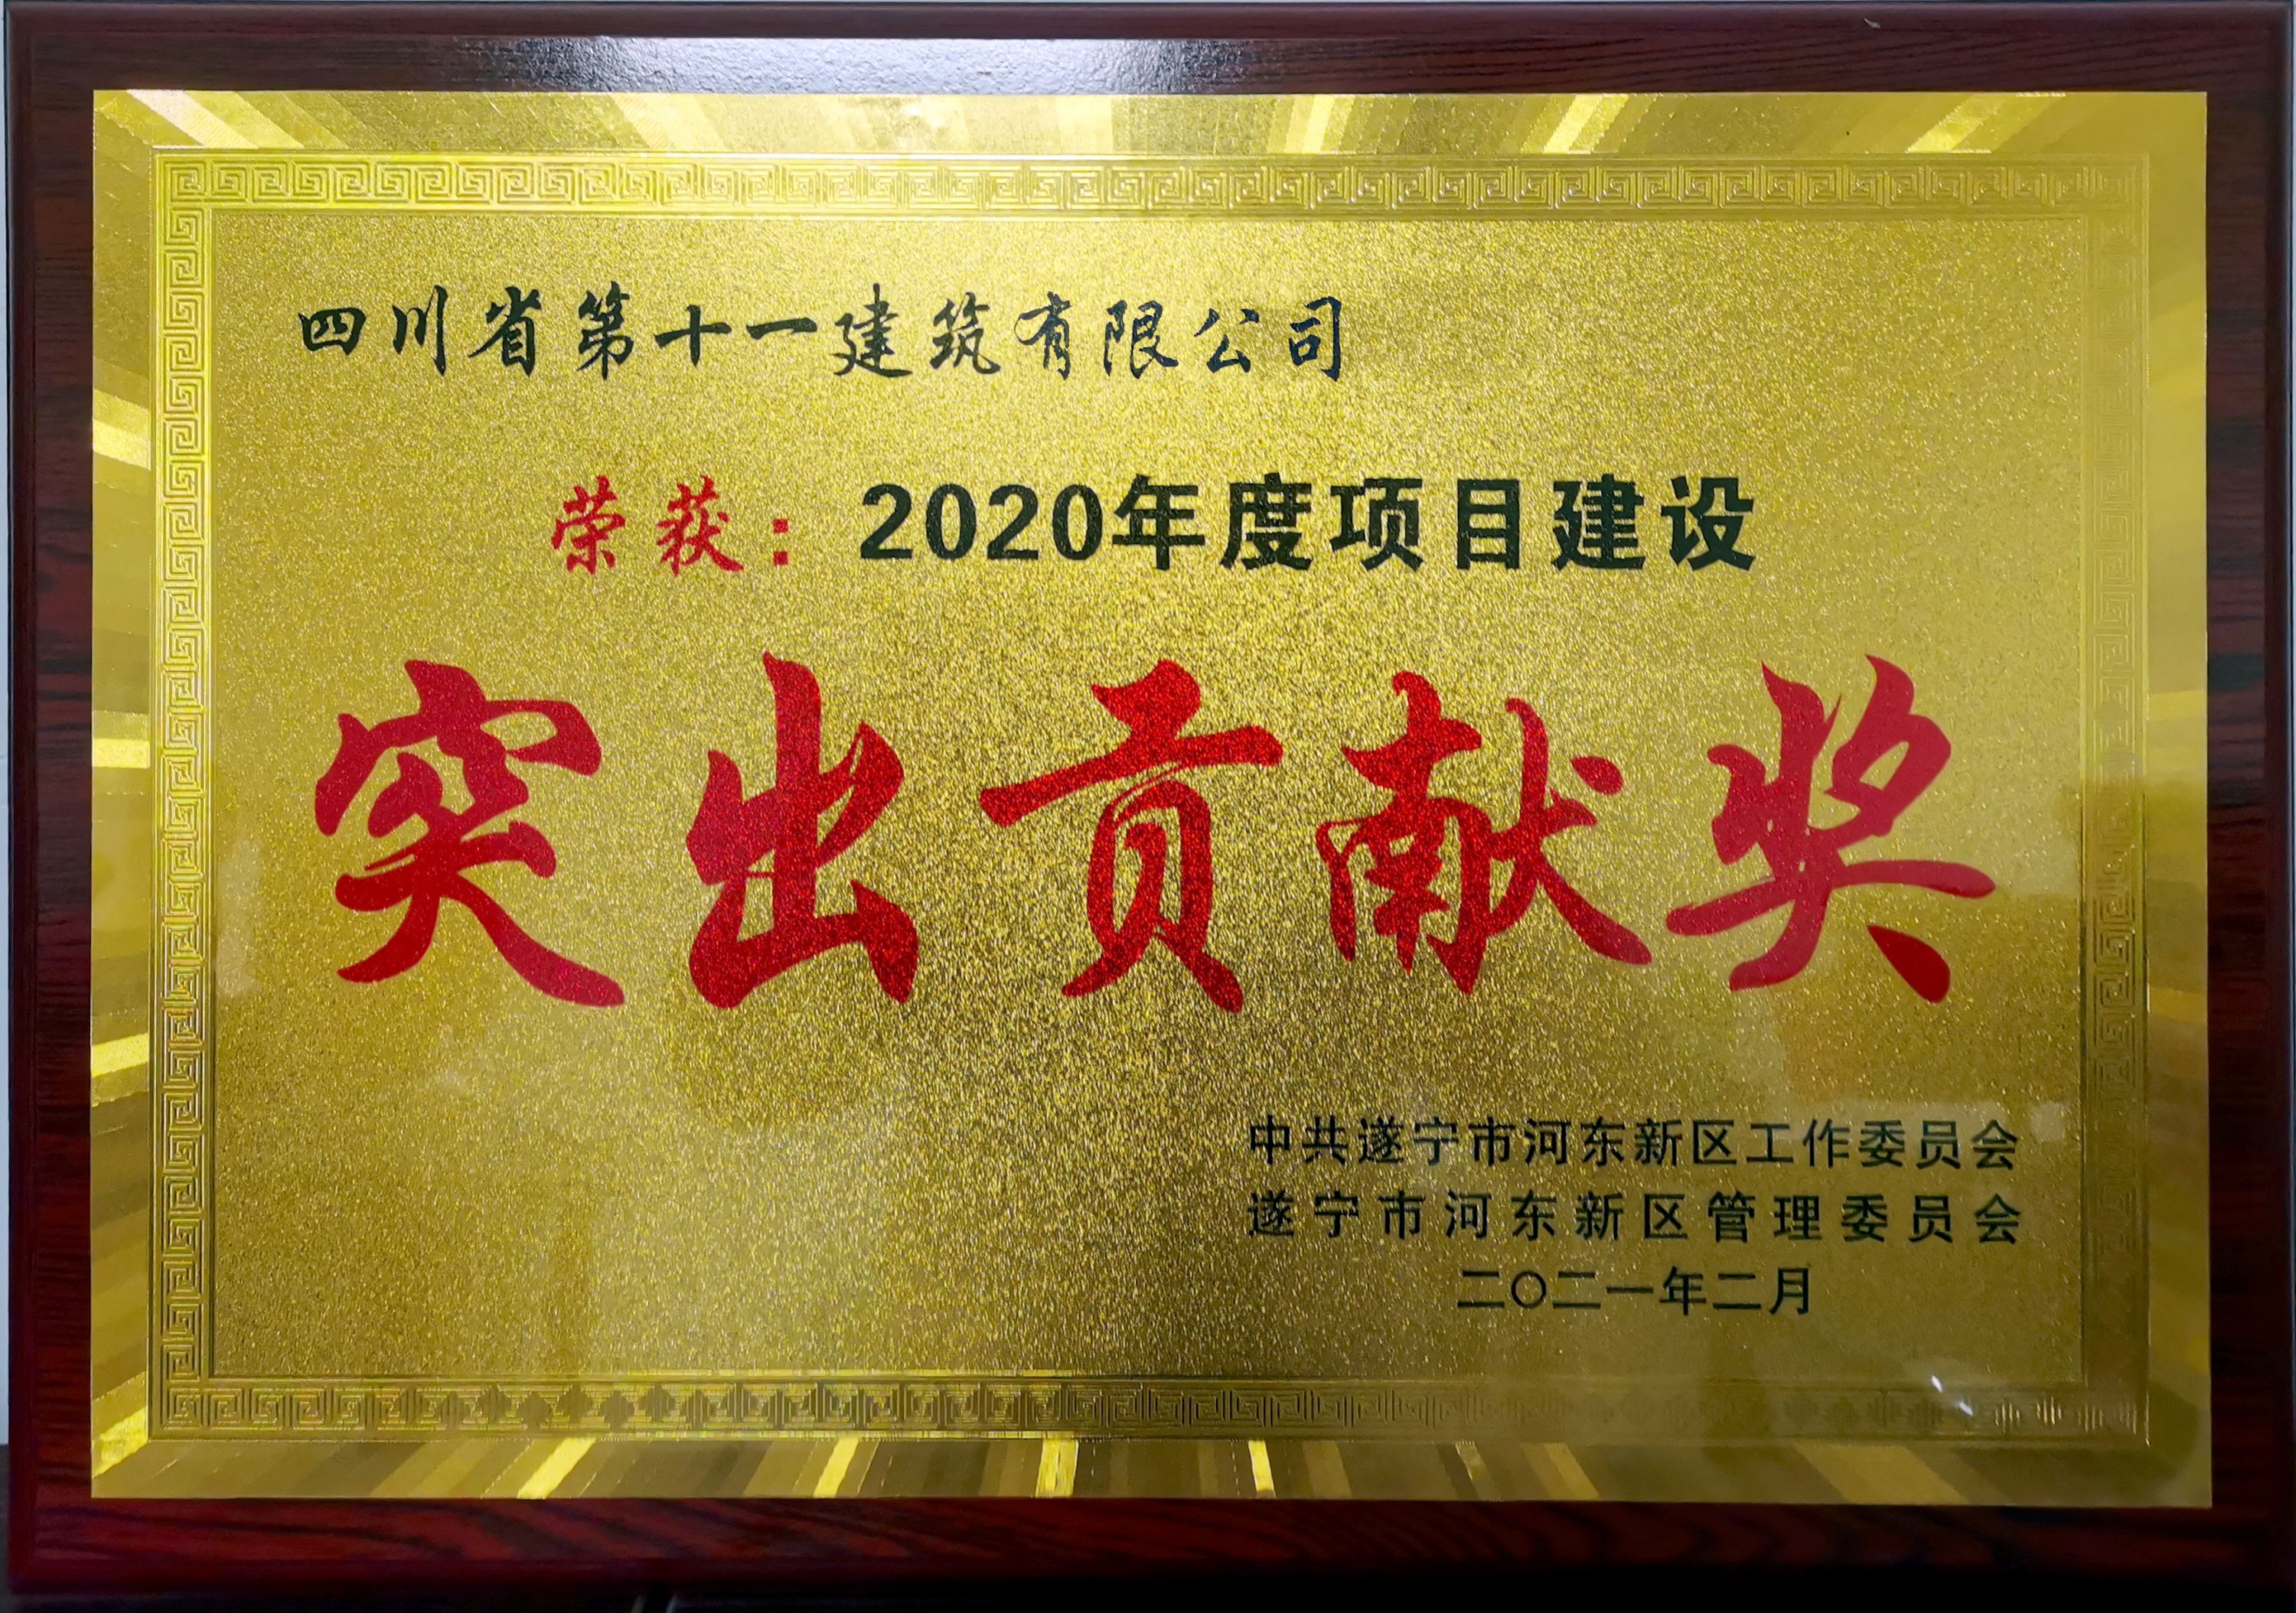 四川省第十一建筑有限公司
荣获：2020年度项目建设
突出贡献奖
中共遂宁市河东新区工作委员会
遂宁市河东新区管理委员会
二〇二一年二月